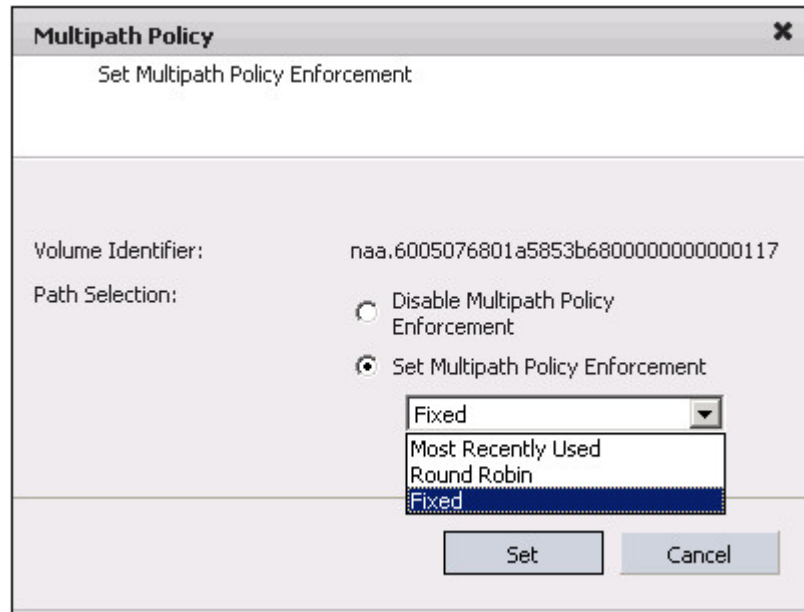 Multipath Policy
Set Multipath Policy Enforcement
Volume Identifier: naa.6005076801a5853b6800000000000117
Path Selection:
Disable Multipath Policy
Enforcement
Set Multipath Policy Enforcement
Fixed
Most Recently Used
Round Robin
Fixed
Set Cancel